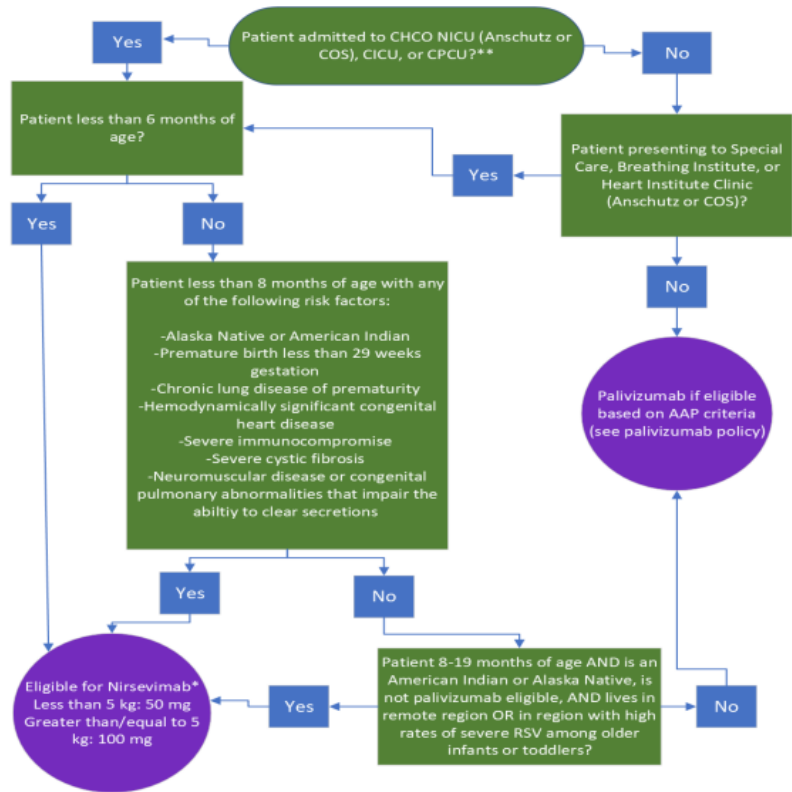 Patient admitted to CHCO NICU (Anschutz or
COS), CICU, or CPCU?**
Yes
No
Patient less than 6 months of
age?
Patient presenting to Special
Care, Breathing Institute, or
Heart Institute Clinic
(Anschutz or COS)?
Yes
Yes
No
No
Patient less than 8 months of age with any
of the following risk factors:
-Alaska Native or American Indian
-Premature birth less than 29 weeks
gestation
-Chronic lung disease of prematurity
-Hemodynamically significant congenital
heart disease
-Severe immunocompromise
-Severe cystic fibrosis
-Neuromuscular disease or congenital
pulmonary abnormalities that impair the
abiltiy to clear secretions
Palivizumab if eligible
based on AAP criteria
(see palivizumab policy)
Yes
No
Eligible for Nirsevimab*
Less than 5 kg: 50 mg
Greater than/equal to 5
kg: 100 mg
Yes
Patient 8-19 months of age AND is an
American Indian or Alaska Native, is
not palivizumab eligible, AND lives in
remote region OR in region with high
rates of severe RSV among older
infants or toddlers?
No